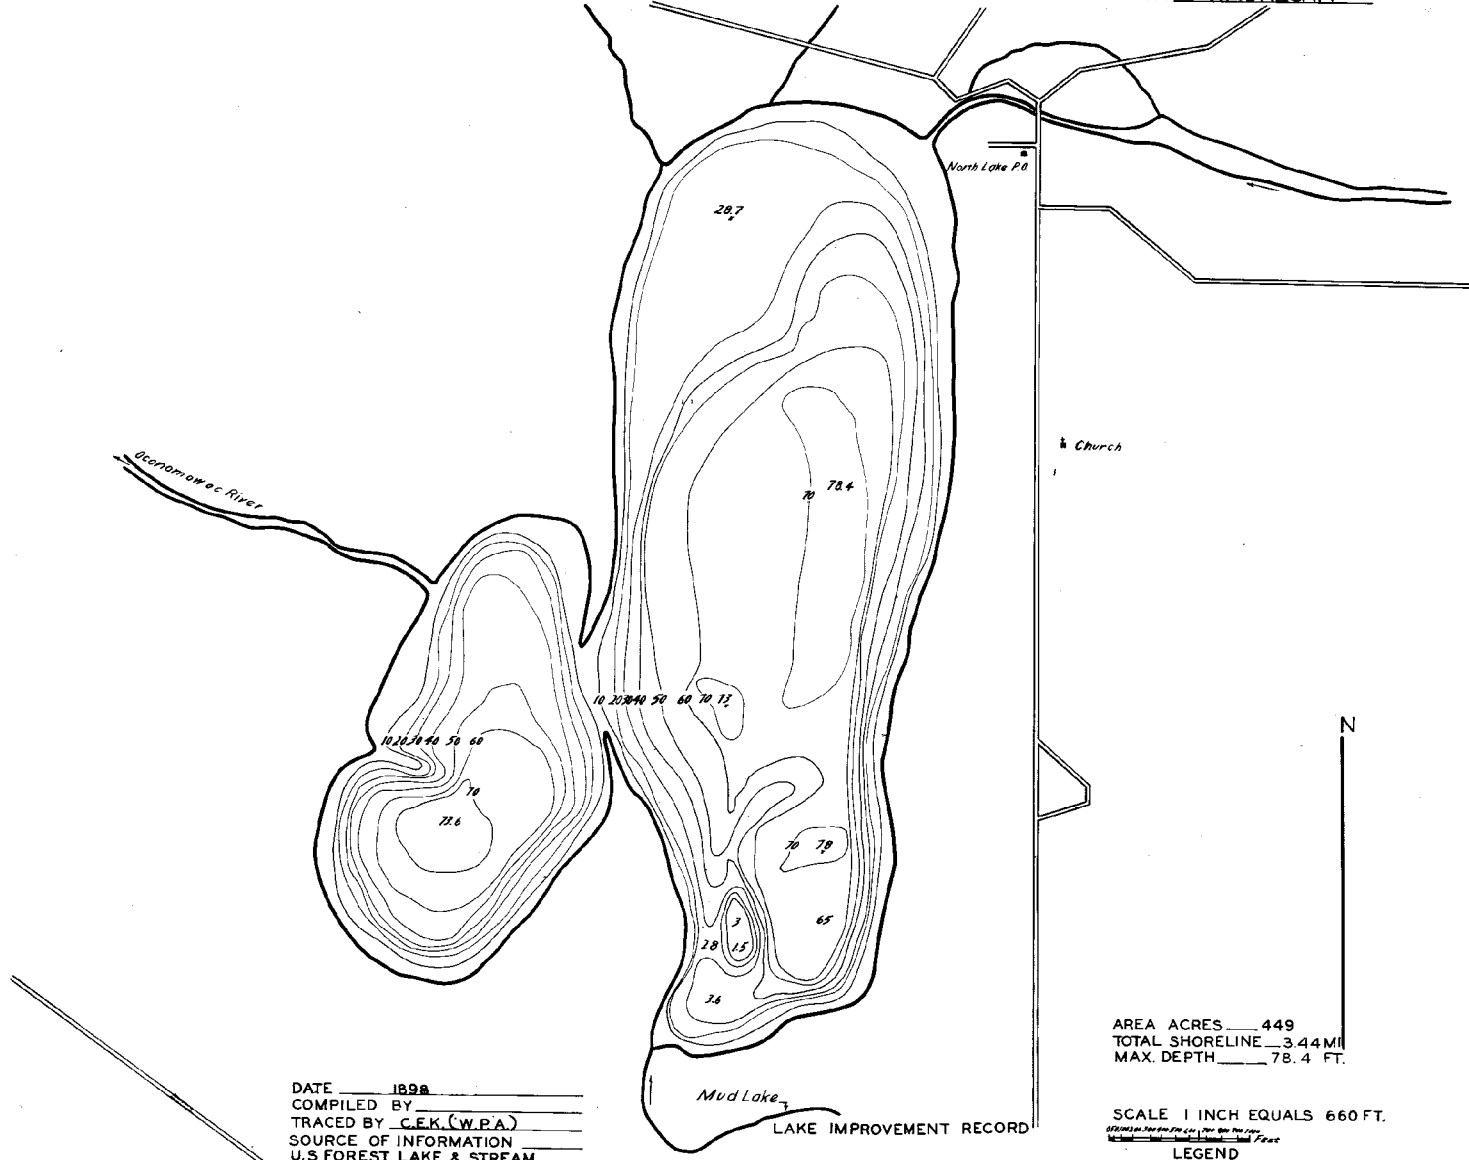 North Lake P.O.
28.7
Church
Oconomowoc River
70 78.4
10 20 30 40 50 60 70 73
N
10 20 30 40 50 60
70
73.6
70 78
3
65
28 1.5
3.6
AREA ACRES 449
TOTAL SHORELINE 3.44 MI
MAX. DEPTH 78.4 FT.
DATE 1898
COMPILED BY
TRACED BY C.E.K. (W.P.A.)
SOURCE OF INFORMATION
U.S FOREST LAKE & STREAM
Mud Lake
LAKE IMPROVEMENT RECORD
SCALE 1 INCH EQUALS 660 FT.
Feet
LEGEND